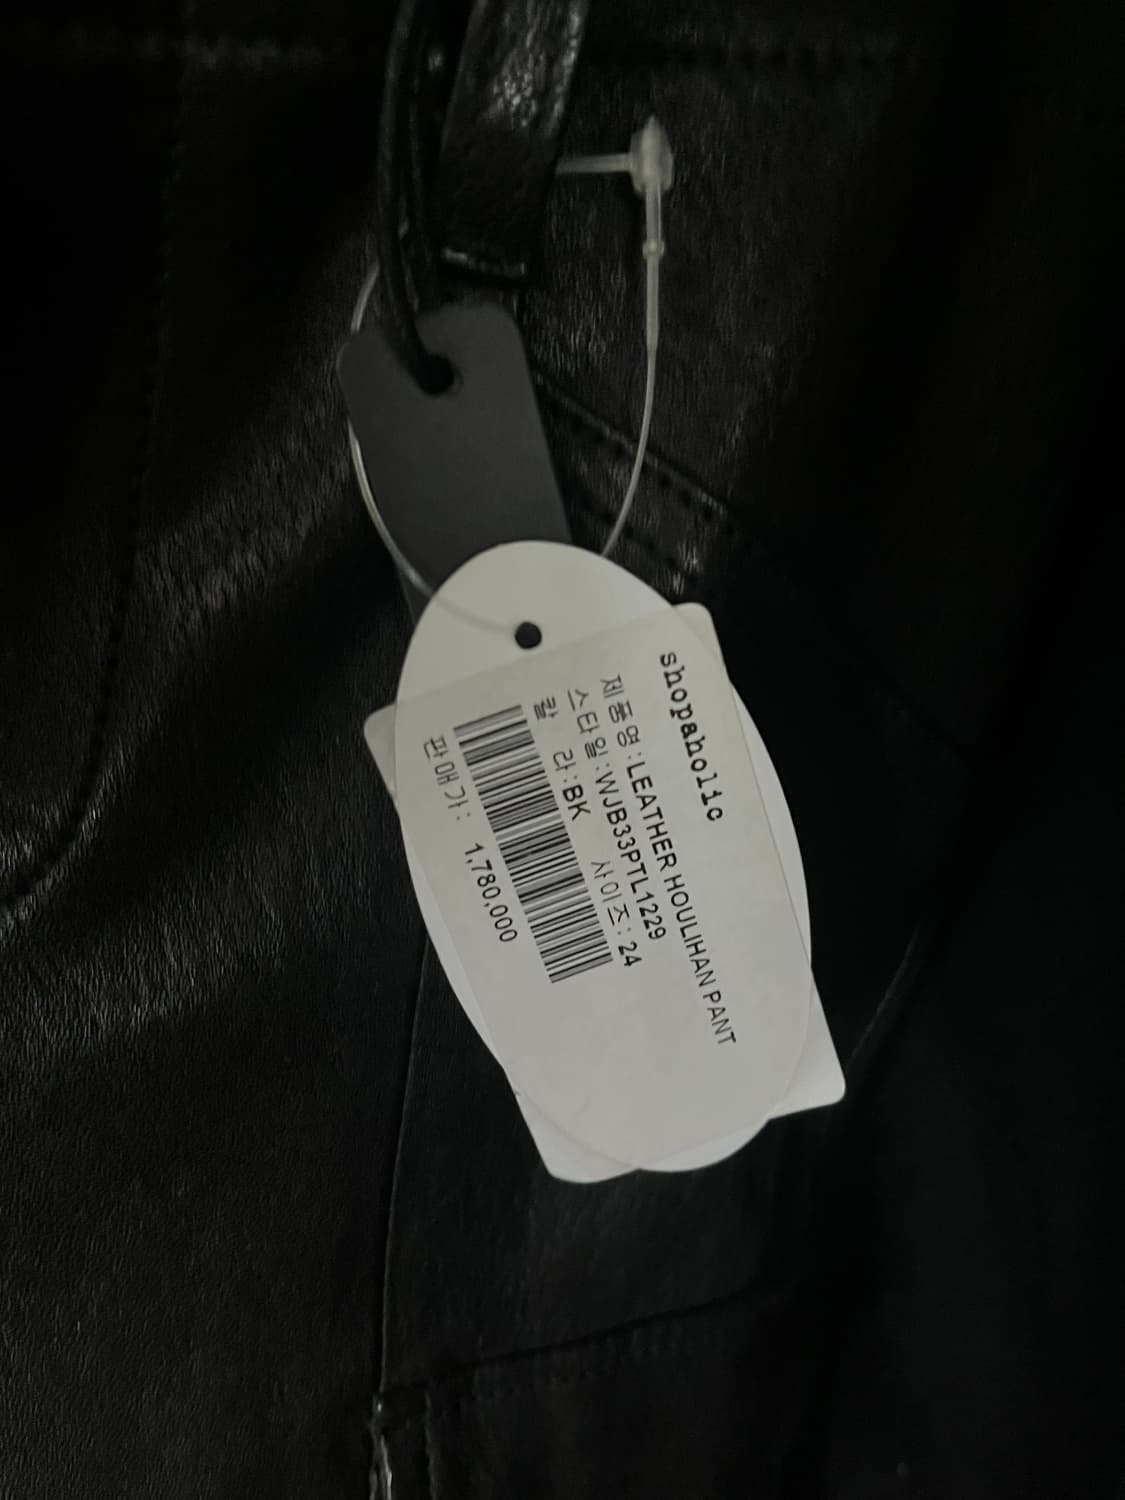 shopaholic
제품명:LEATHER HOULIHAN PANT
스타일:WJB33PTL1229
칼 라:BK 사이즈:24
판매가: 1,780,000